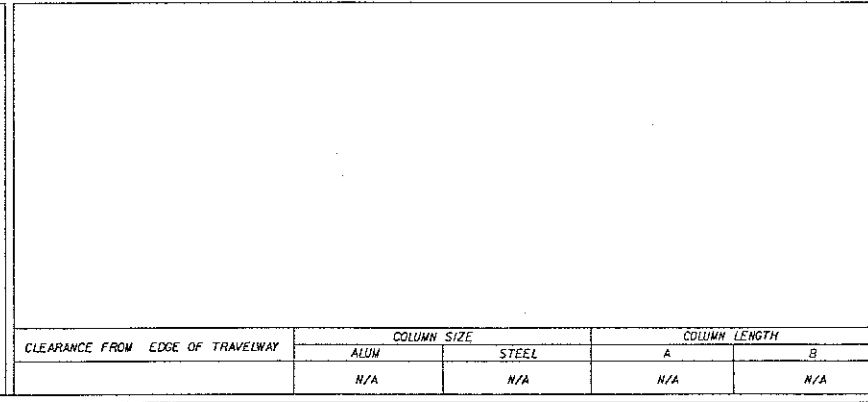 CLEARANCE FROM EDGE OF TRAVELWAY COLUMN SIZE COLUMN LENGTH
ALUM STEEL A B
N/A N/A N/A N/A